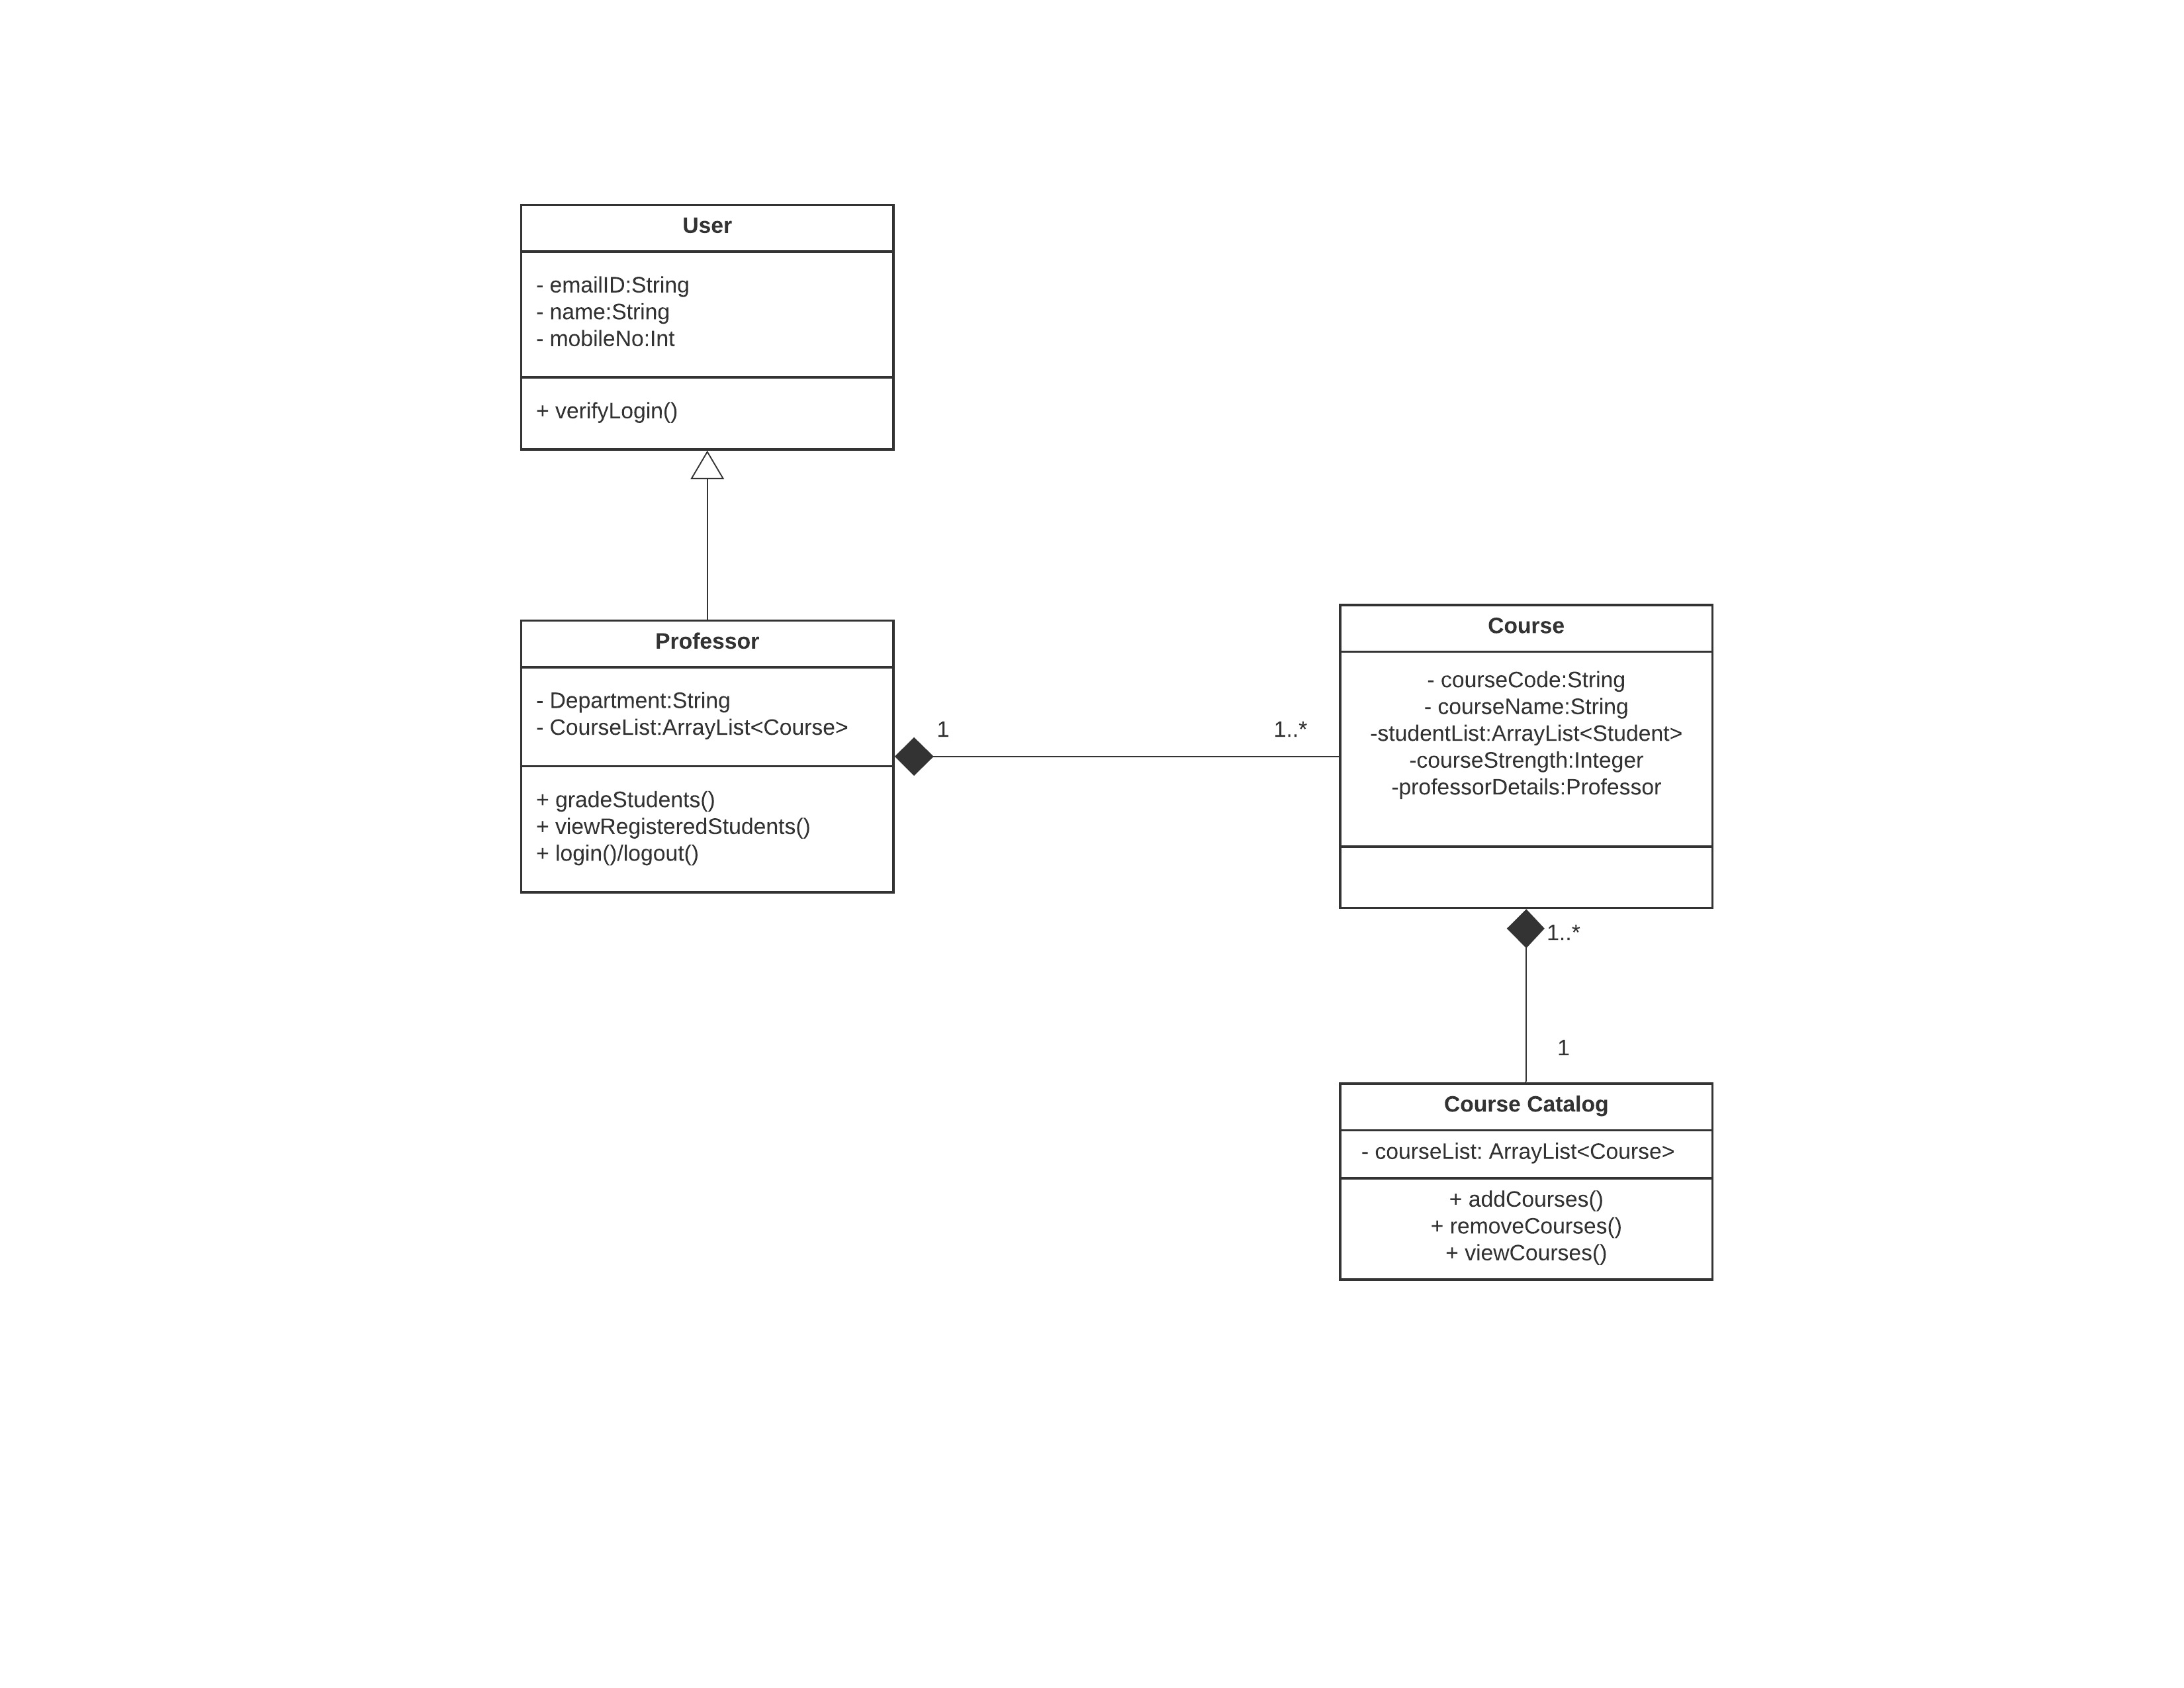 User
- emailID:String
- name:String
- mobileNo:Int
+ verifyLogin()
Professor
- Department:String
- CourseList:ArrayList<Course>
+ gradeStudents()
+ viewRegisteredStudents()
+ login()/logout()
1
1..*
Course
- courseCode:String
- courseName:String
-studentList:ArrayList<Student>
-courseStrength:Integer
-professorDetails:Professor
1..*
1
Course Catalog
- courseList: ArrayList<Course>
+ addCourses()
+ removeCourses()
+ viewCourses()